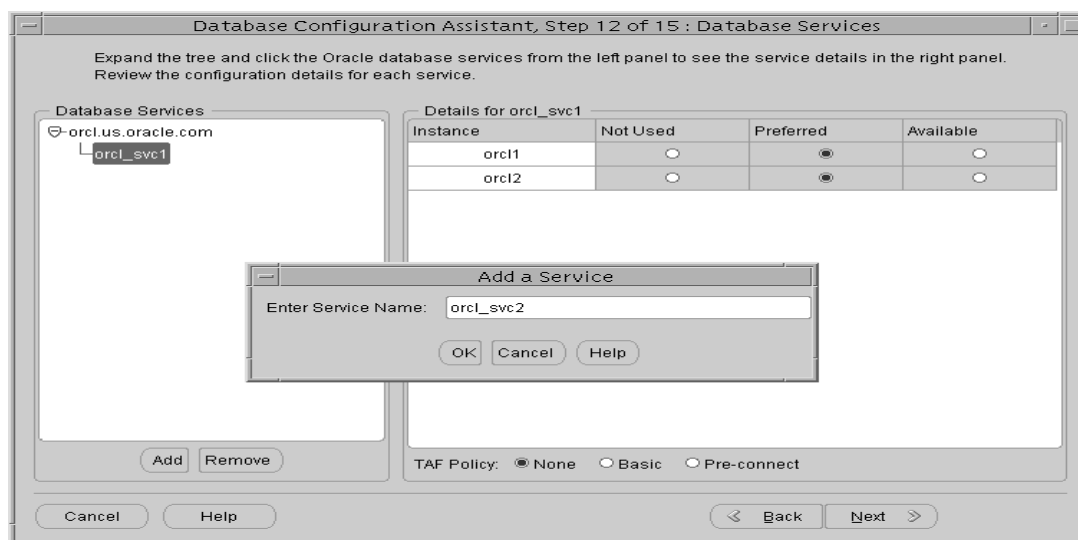 Database Configuration Assistant, Step 12 of 15 : Database Services
Expand the tree and click the Oracle database services from the left panel to see the service details in the right panel.
Review the configuration details for each service.
Database Services
orcl.us.oracle.com
orcl_svc1
Details for orcl_svc1
Instance Not Used Preferred Available
orcl1
orcl2
Add a Service
Enter Service Name: orcl_svc2
OK Cancel Help
Add Remove
TAF Policy: None Basic Pre-connect
Cancel Help Back Next